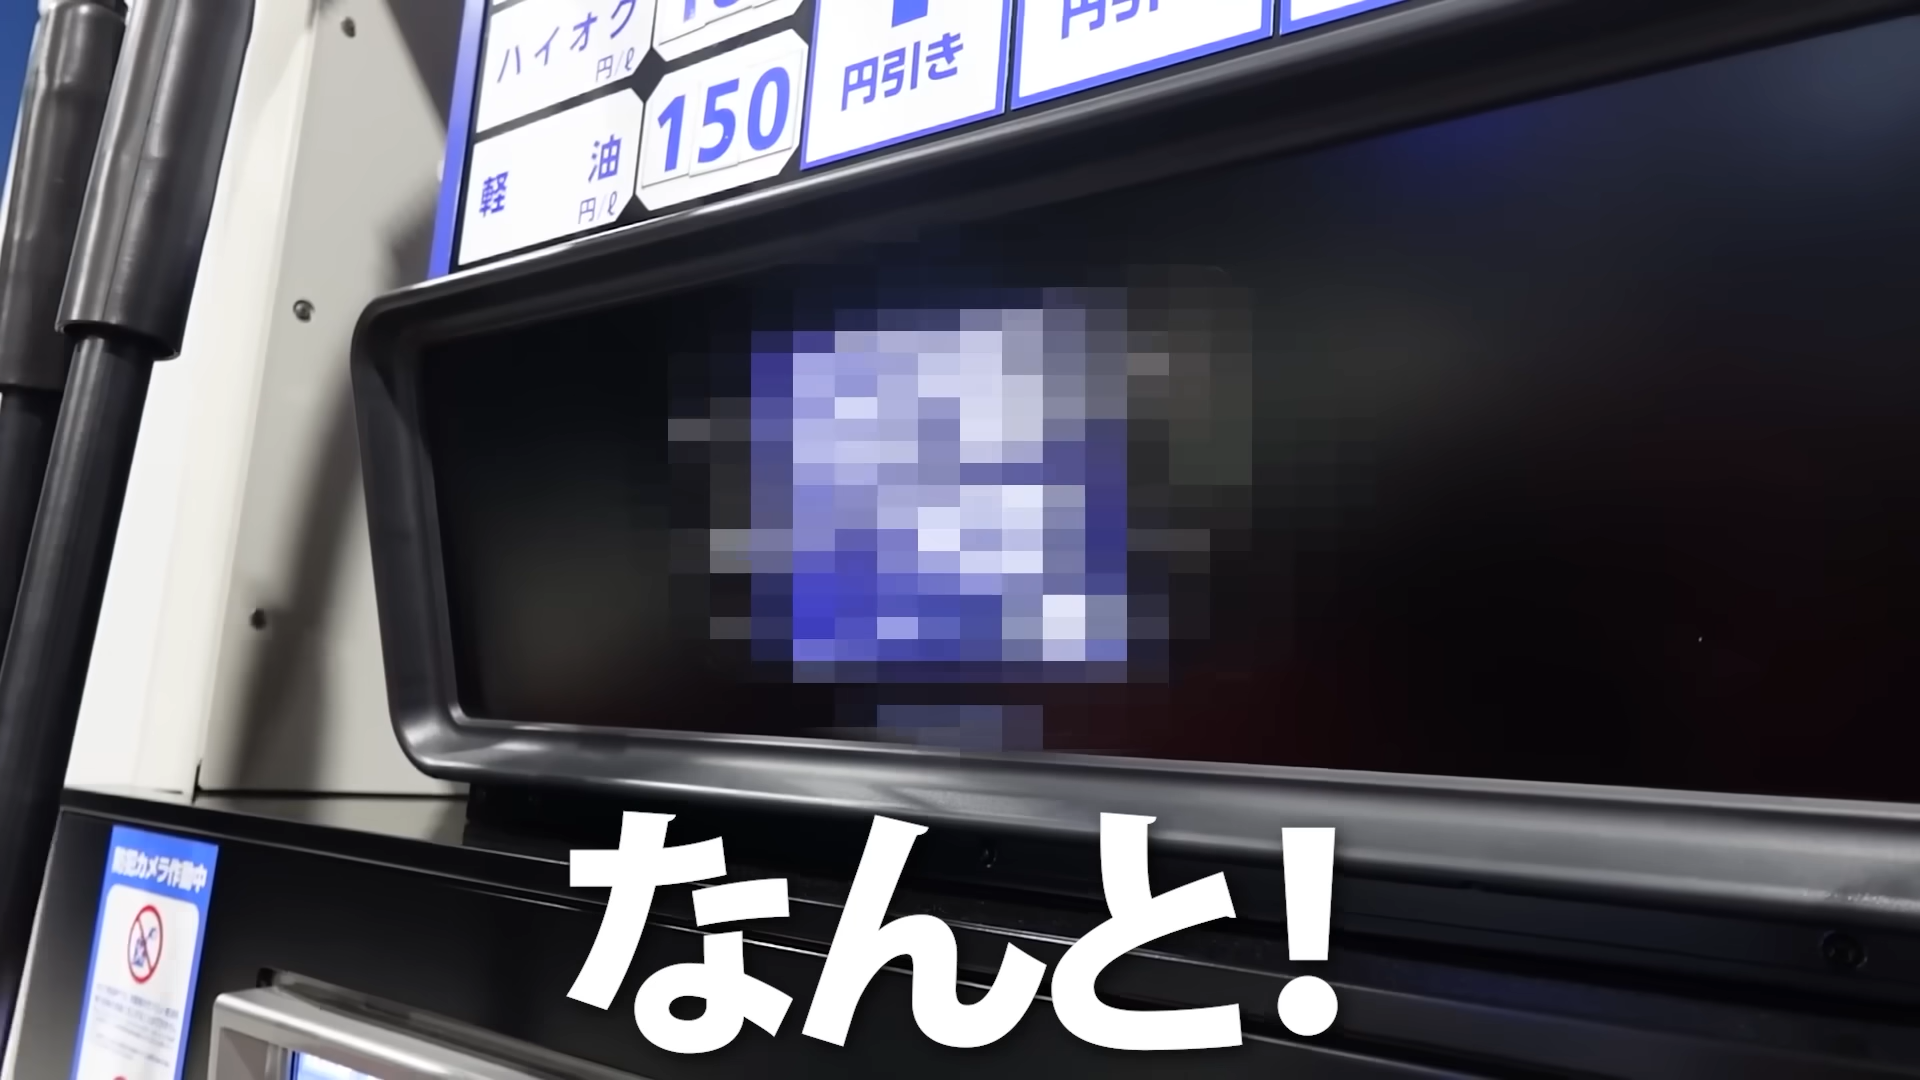 ハイオク
円/ℓ
軽油
円/ℓ
150
円引き
円引き
防犯カメラ作動中
なんと!